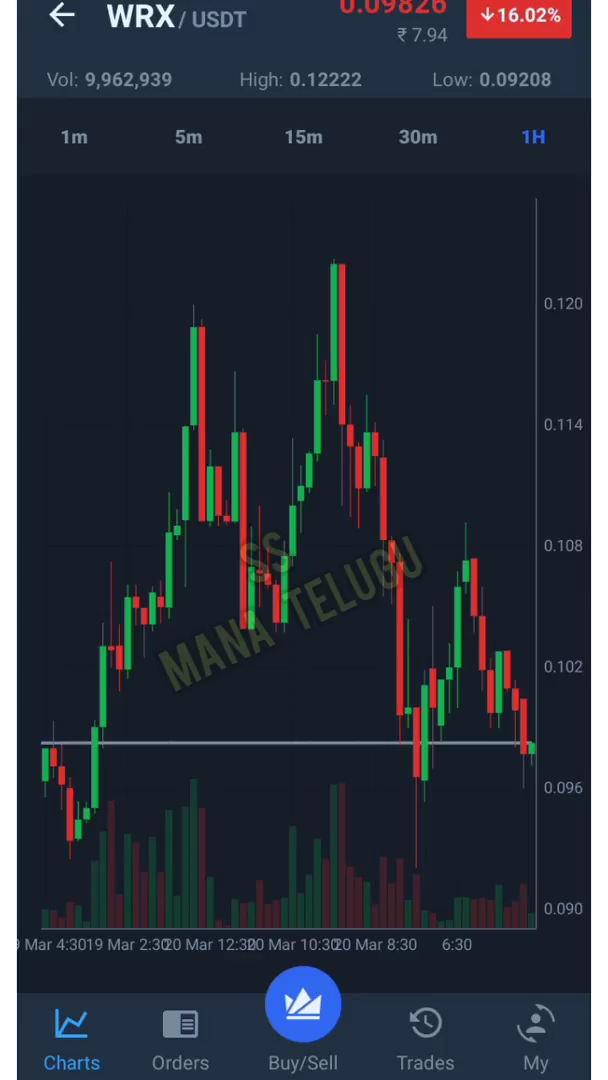 0.09826
WRX / USDT
↓16.02%
₹ 7.94
Vol: 9,962,939 High: 0.12222 Low: 0.09208
1m 5m 15m 30m 1H
0.120
0.114
0.108
SS
MANA TELUGU
0.102
0.096
0.090
9 Mar 4:30 19 Mar 2:30 20 Mar 12:30 20 Mar 10:30 20 Mar 8:30 6:30
Charts Orders Buy/Sell Trades My